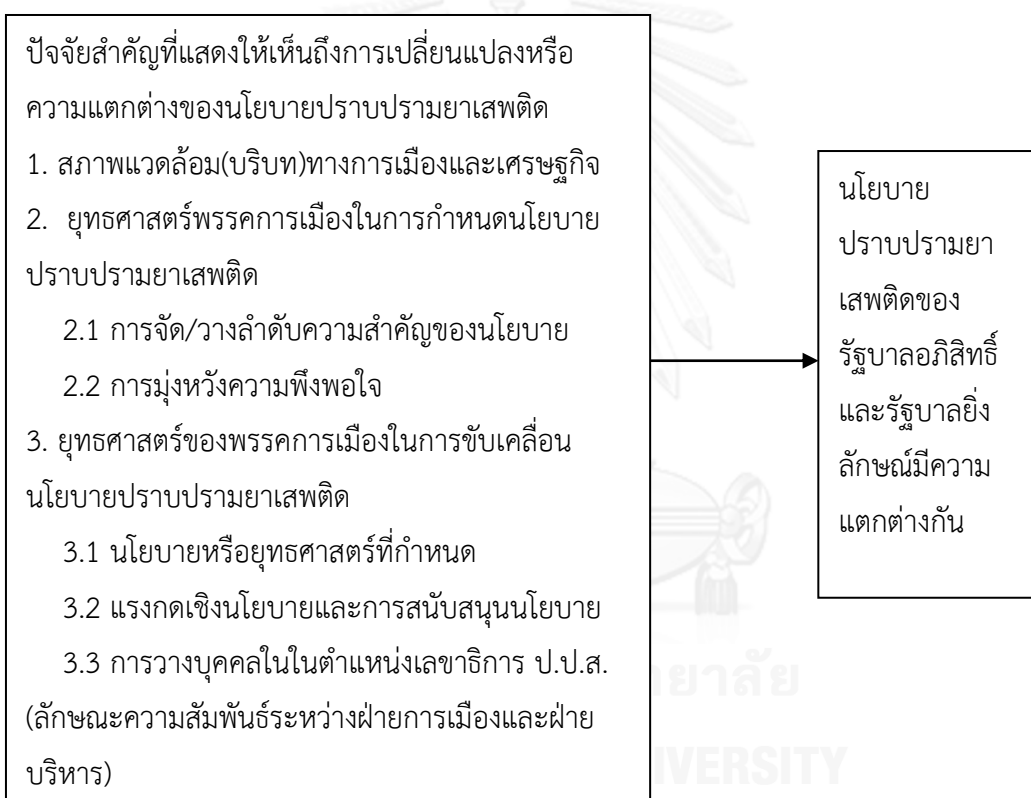 ปัจจัยสำคัญที่แสดงให้เห็นถึงการเปลี่ยนแปลงหรือ
ความแตกต่างของนโยบายปราบปรามยาเสพติด
1. สภาพแวดล้อม(บริบท)ทางการเมืองและเศรษฐกิจ
2. ยุทธศาสตร์พรรคการเมืองในการกำหนดนโยบาย
ปราบปรามยาเสพติด
2.1 การจัด/วางลำดับความสำคัญของนโยบาย
2.2 การมุ่งหวังความพึงพอใจ
3. ยุทธศาสตร์ของพรรคการเมืองในการขับเคลื่อน
นโยบายปราบปรามยาเสพติด
3.1 นโยบายหรือยุทธศาสตร์ที่กำหนด
3.2 แรงกดเชิงนโยบายและการสนับสนุนนโยบาย
3.3 การวางบุคคลในในตำแหน่งเลขาธิการ ป.ป.ส.
(ลักษณะความสัมพันธ์ระหว่างฝ่ายการเมืองและฝ่าย
บริหาร)
นโยบาย
ปราบปรามยา
เสพติดของ
รัฐบาลอภิสิทธิ์
และรัฐบาลยิ่ง
ลักษณ์มีความ
แตกต่างกัน
ยาลัย
IVERSITY